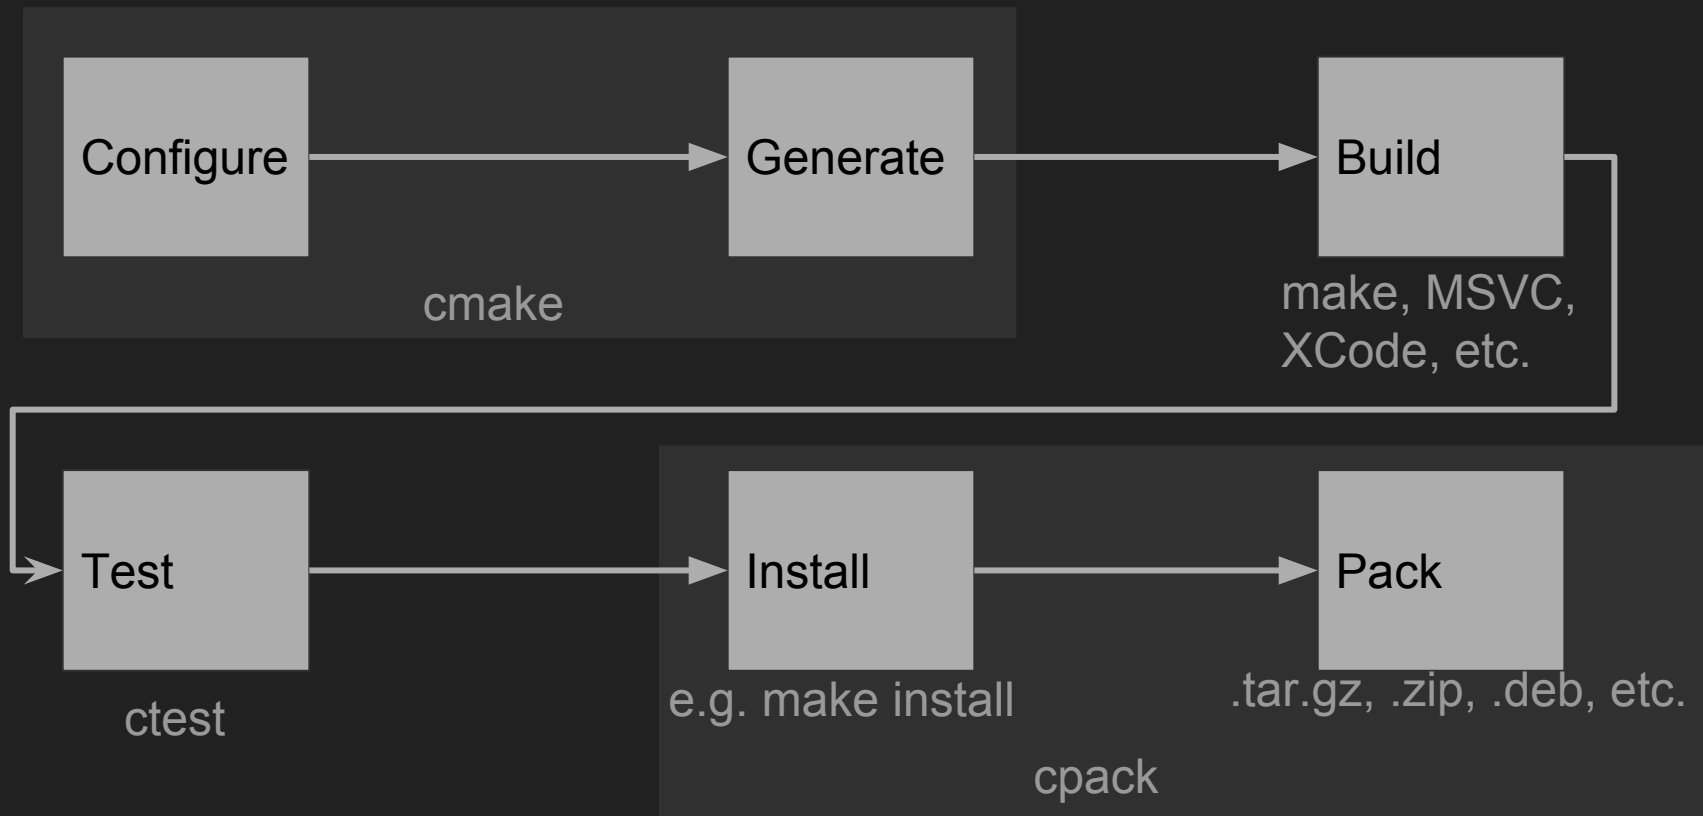 Configure
Generate
Build
cmake
make, MSVC,
XCode, etc.
Test
Install
Pack
ctest
e.g. make install
.tar.gz, .zip, .deb, etc.
cpack